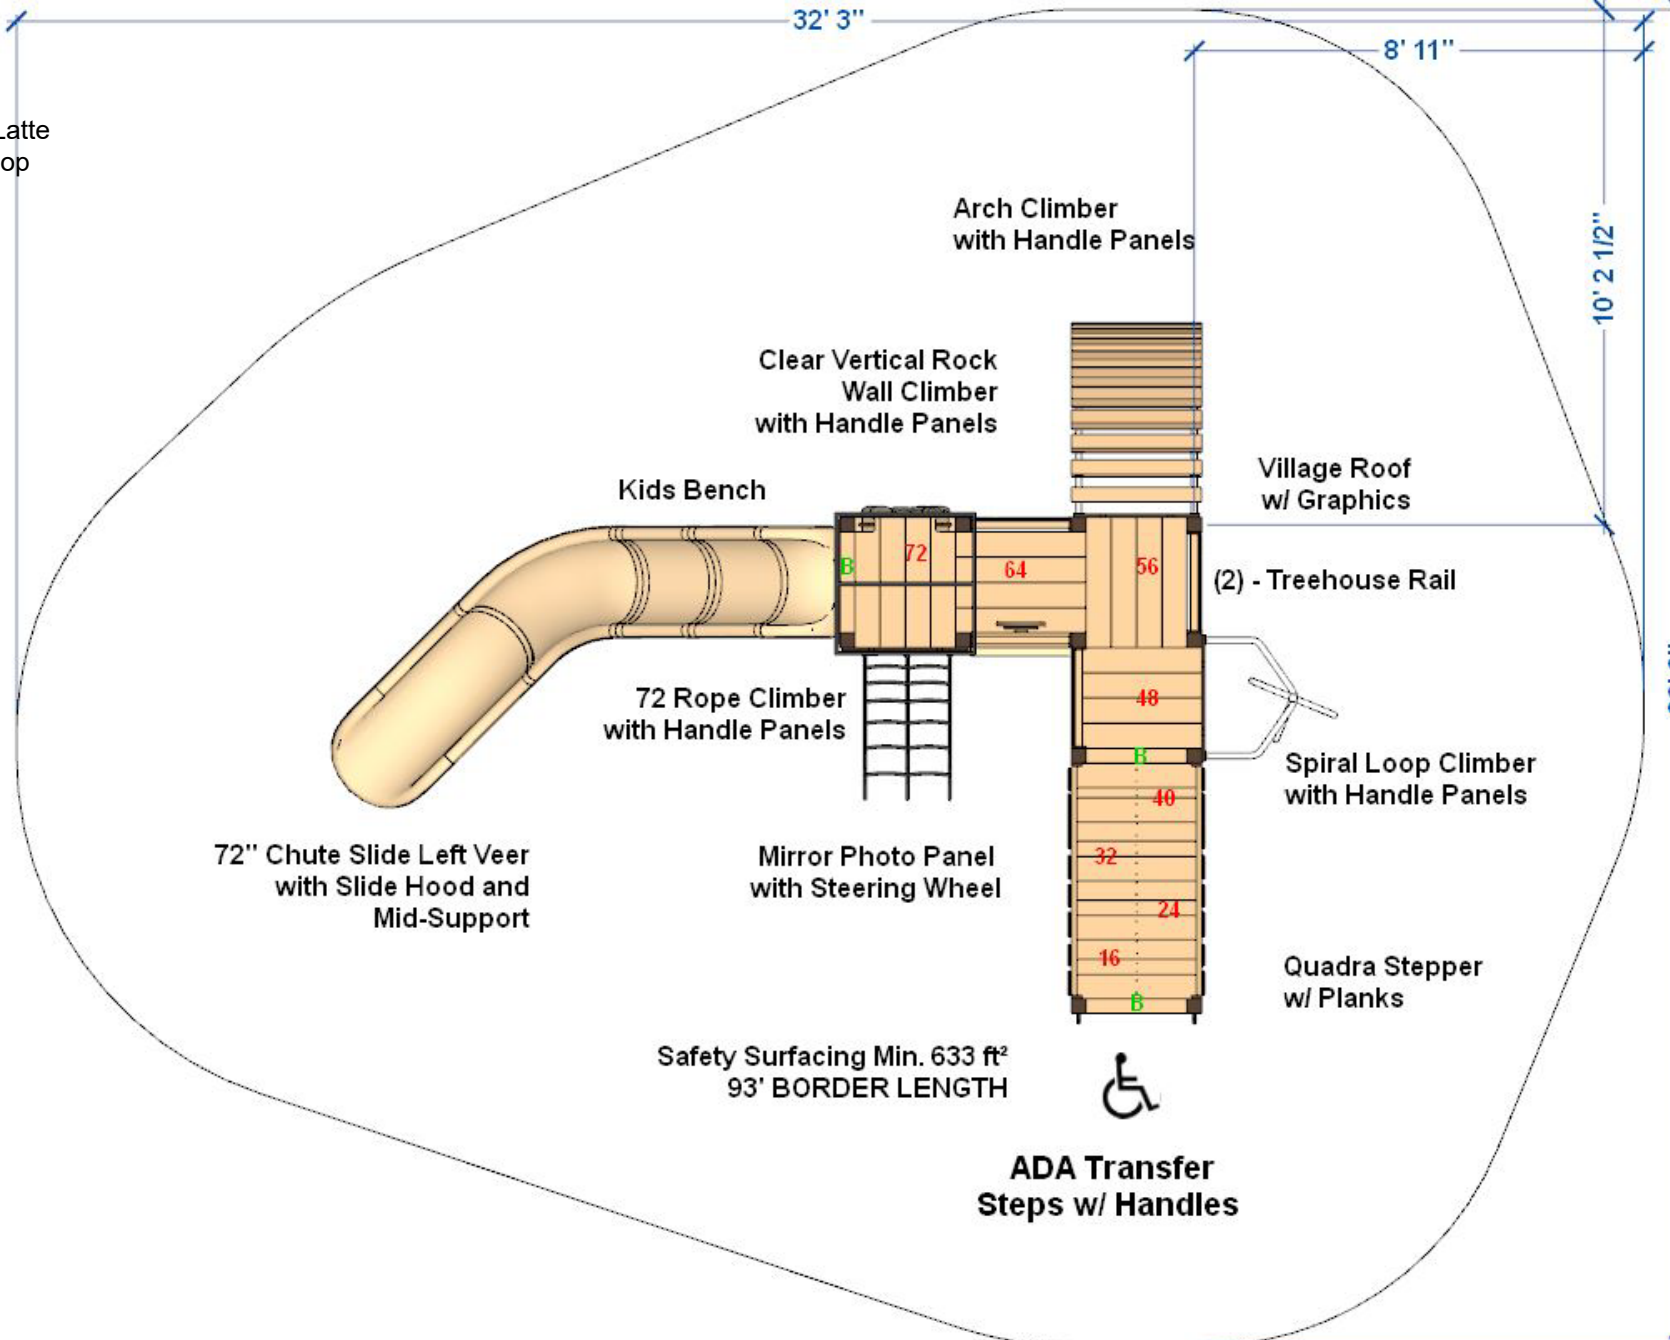 32' 3"
8' 11"
Latte
op
10' 2 1/2"
Arch Climber
with Handle Panels
Clear Vertical Rock
Wall Climber
with Handle Panels
Kids Bench
Village Roof
w/ Graphics
72
64
56
B
(2) - Treehouse Rail
72 Rope Climber
with Handle Panels
48
B
Spiral Loop Climber
with Handle Panels
40
32
24
16
B
72" Chute Slide Left Veer
with Slide Hood and
Mid-Support
Mirror Photo Panel
with Steering Wheel
Quadra Stepper
w/ Planks
Safety Surfacing Min. 633 ft²
93' BORDER LENGTH
ADA Transfer
Steps w/ Handles